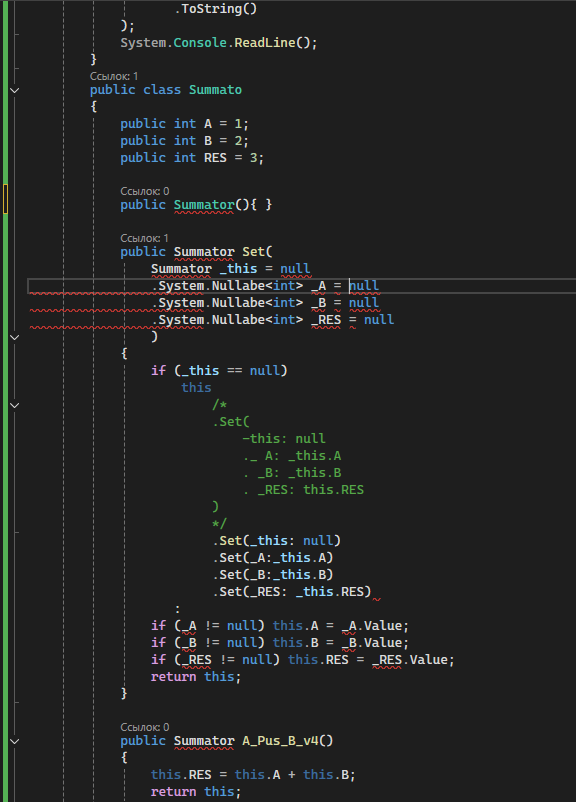 .ToString()
);
System.Console.ReadLine();
}
Ссылок: 1
public class Summato
{
public int A = 1;
public int B = 2;
public int RES = 3;
Ссылок: 0
public Summator(){ }
Ссылок: 1
public Summator Set(
Summator _this = null
.System.Nullabe<int> _A = null
.System.Nullabe<int> _B = null
.System.Nullabe<int> _RES = null
)
{
if (_this == null)
this
/*
.Set(
-this: null
._ A: _this.A
. _B: _this.B
. _RES: this.RES
)
*/
.Set(_this: null)
.Set(_A:_this.A)
.Set(_B:_this.B)
.Set(_RES: _this.RES)
:
if (_A != null) this.A = _A.Value;
if (_B != null) this.B = _B.Value;
if (_RES != null) this.RES = _RES.Value;
return this;
}
Ссылок: 0
public Summator A_Pus_B_v4()
{
this.RES = this.A + this.B;
return this;